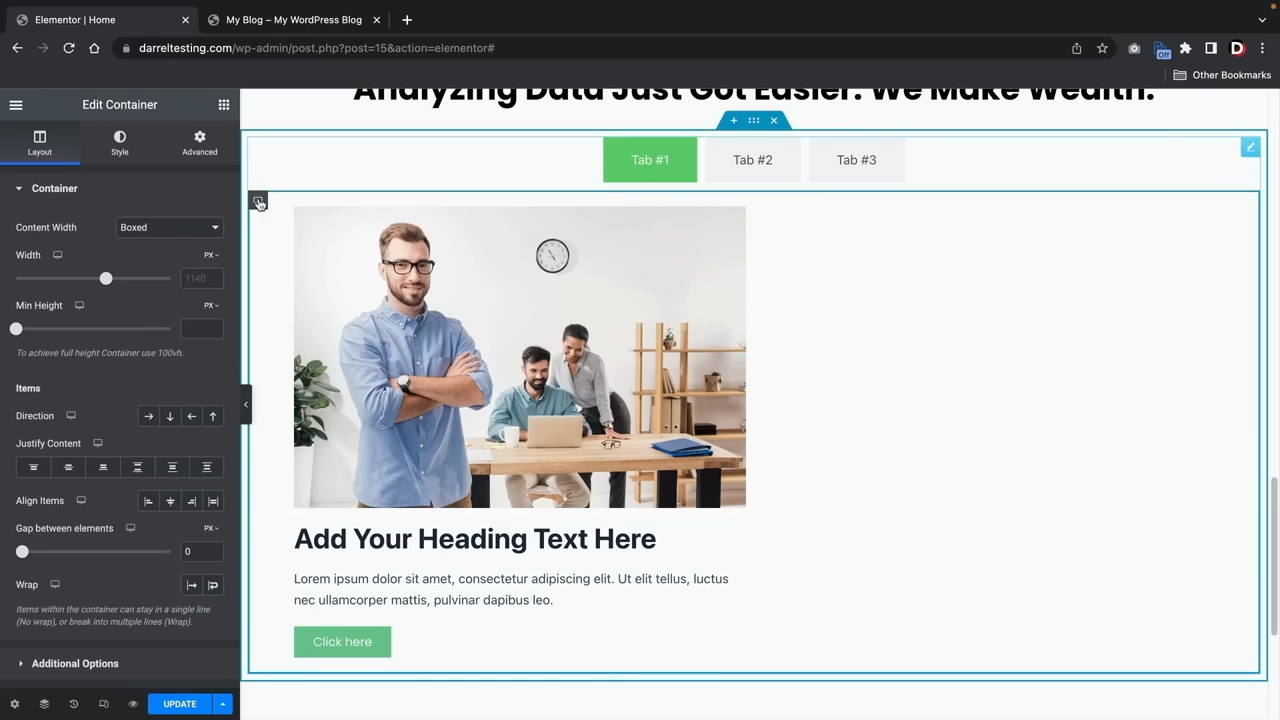 Elementor | Home
My Blog – My WordPress Blog
darreltesting.com/wp-admin/post.php?post=15&action=elementor#
Off
D
Other Bookmarks
Edit Container
Layout
Style
Advanced
Container
Content Width
Boxed
Width
PX
1140
Min Height
PX
To achieve full height Container use 100vh.
Items
Direction
Justify Content
Align Items
Gap between elements
PX
0
Wrap
Items within the container can stay in a single line
(No wrap), or break into multiple lines (Wrap).
Additional Options
UPDATE
Analyzing Data Just Got Easier. We Make Wealth.
Tab #1
Tab #2
Tab #3
Add Your Heading Text Here
Lorem ipsum dolor sit amet, consectetur adipiscing elit. Ut elit tellus, luctus
nec ullamcorper mattis, pulvinar dapibus leo.
Click here